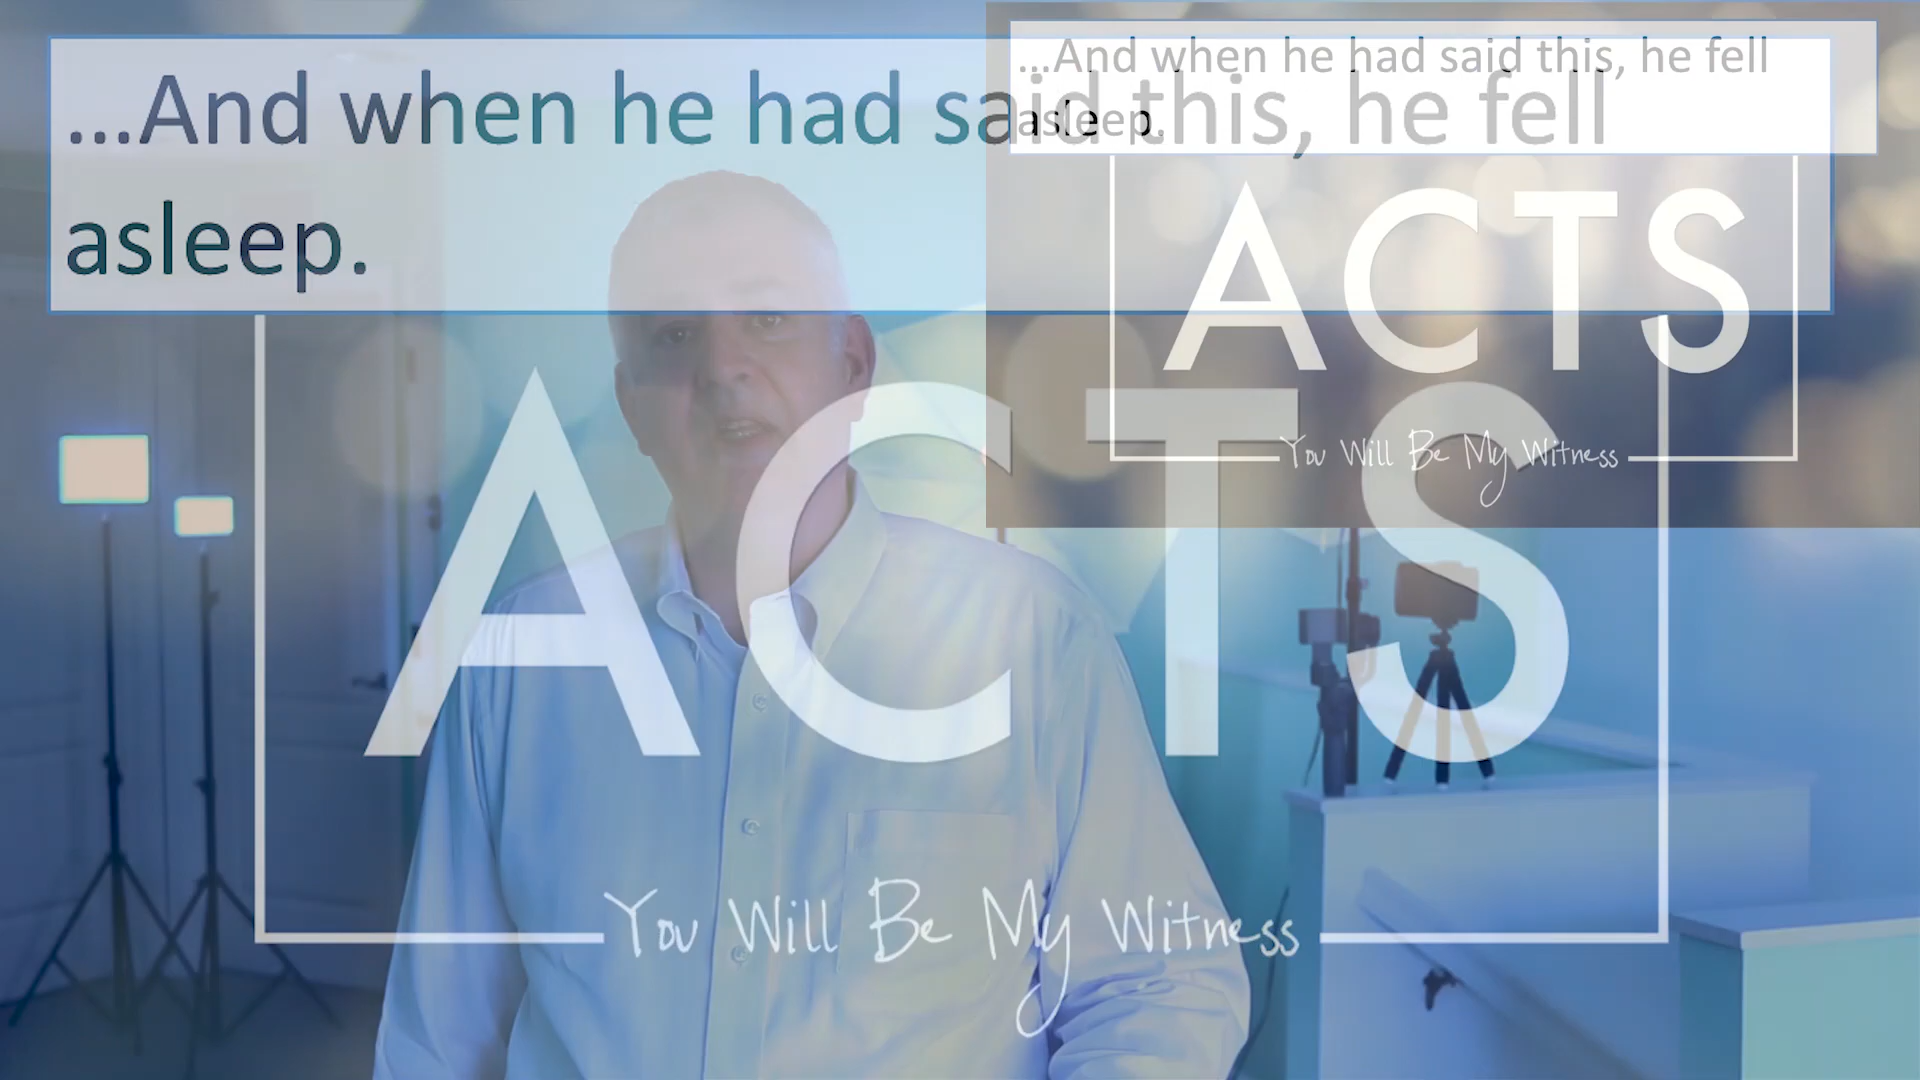 ...And when he had said this, he fell
asleep.
ACTS
You Will Be My Witness
...And when he had said this, he fell
asleep.
ACTS
You Will Be My Witness